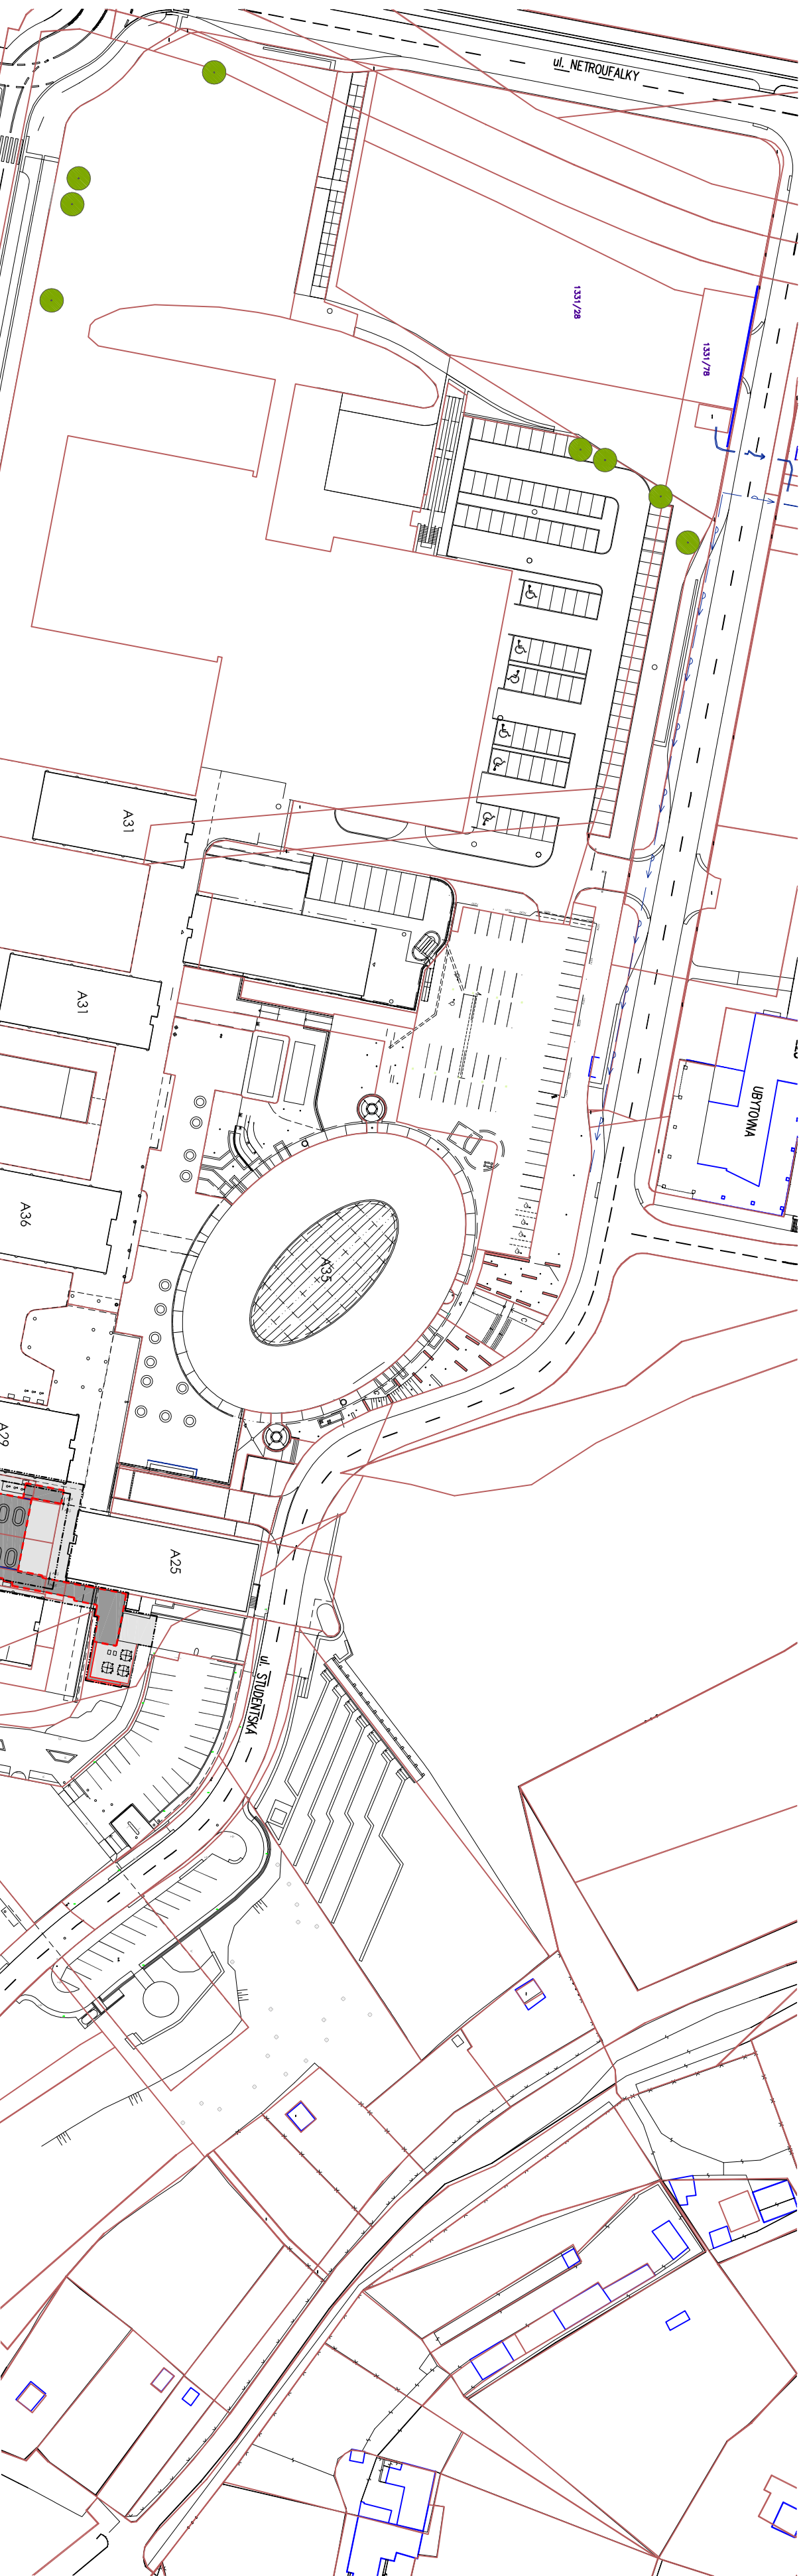 ul. NETROUFALKY
1331/28
1331/78
A31
A31
UBYTOVNA
A36
A35
A29
A25
ul. STUDENTSKÁ